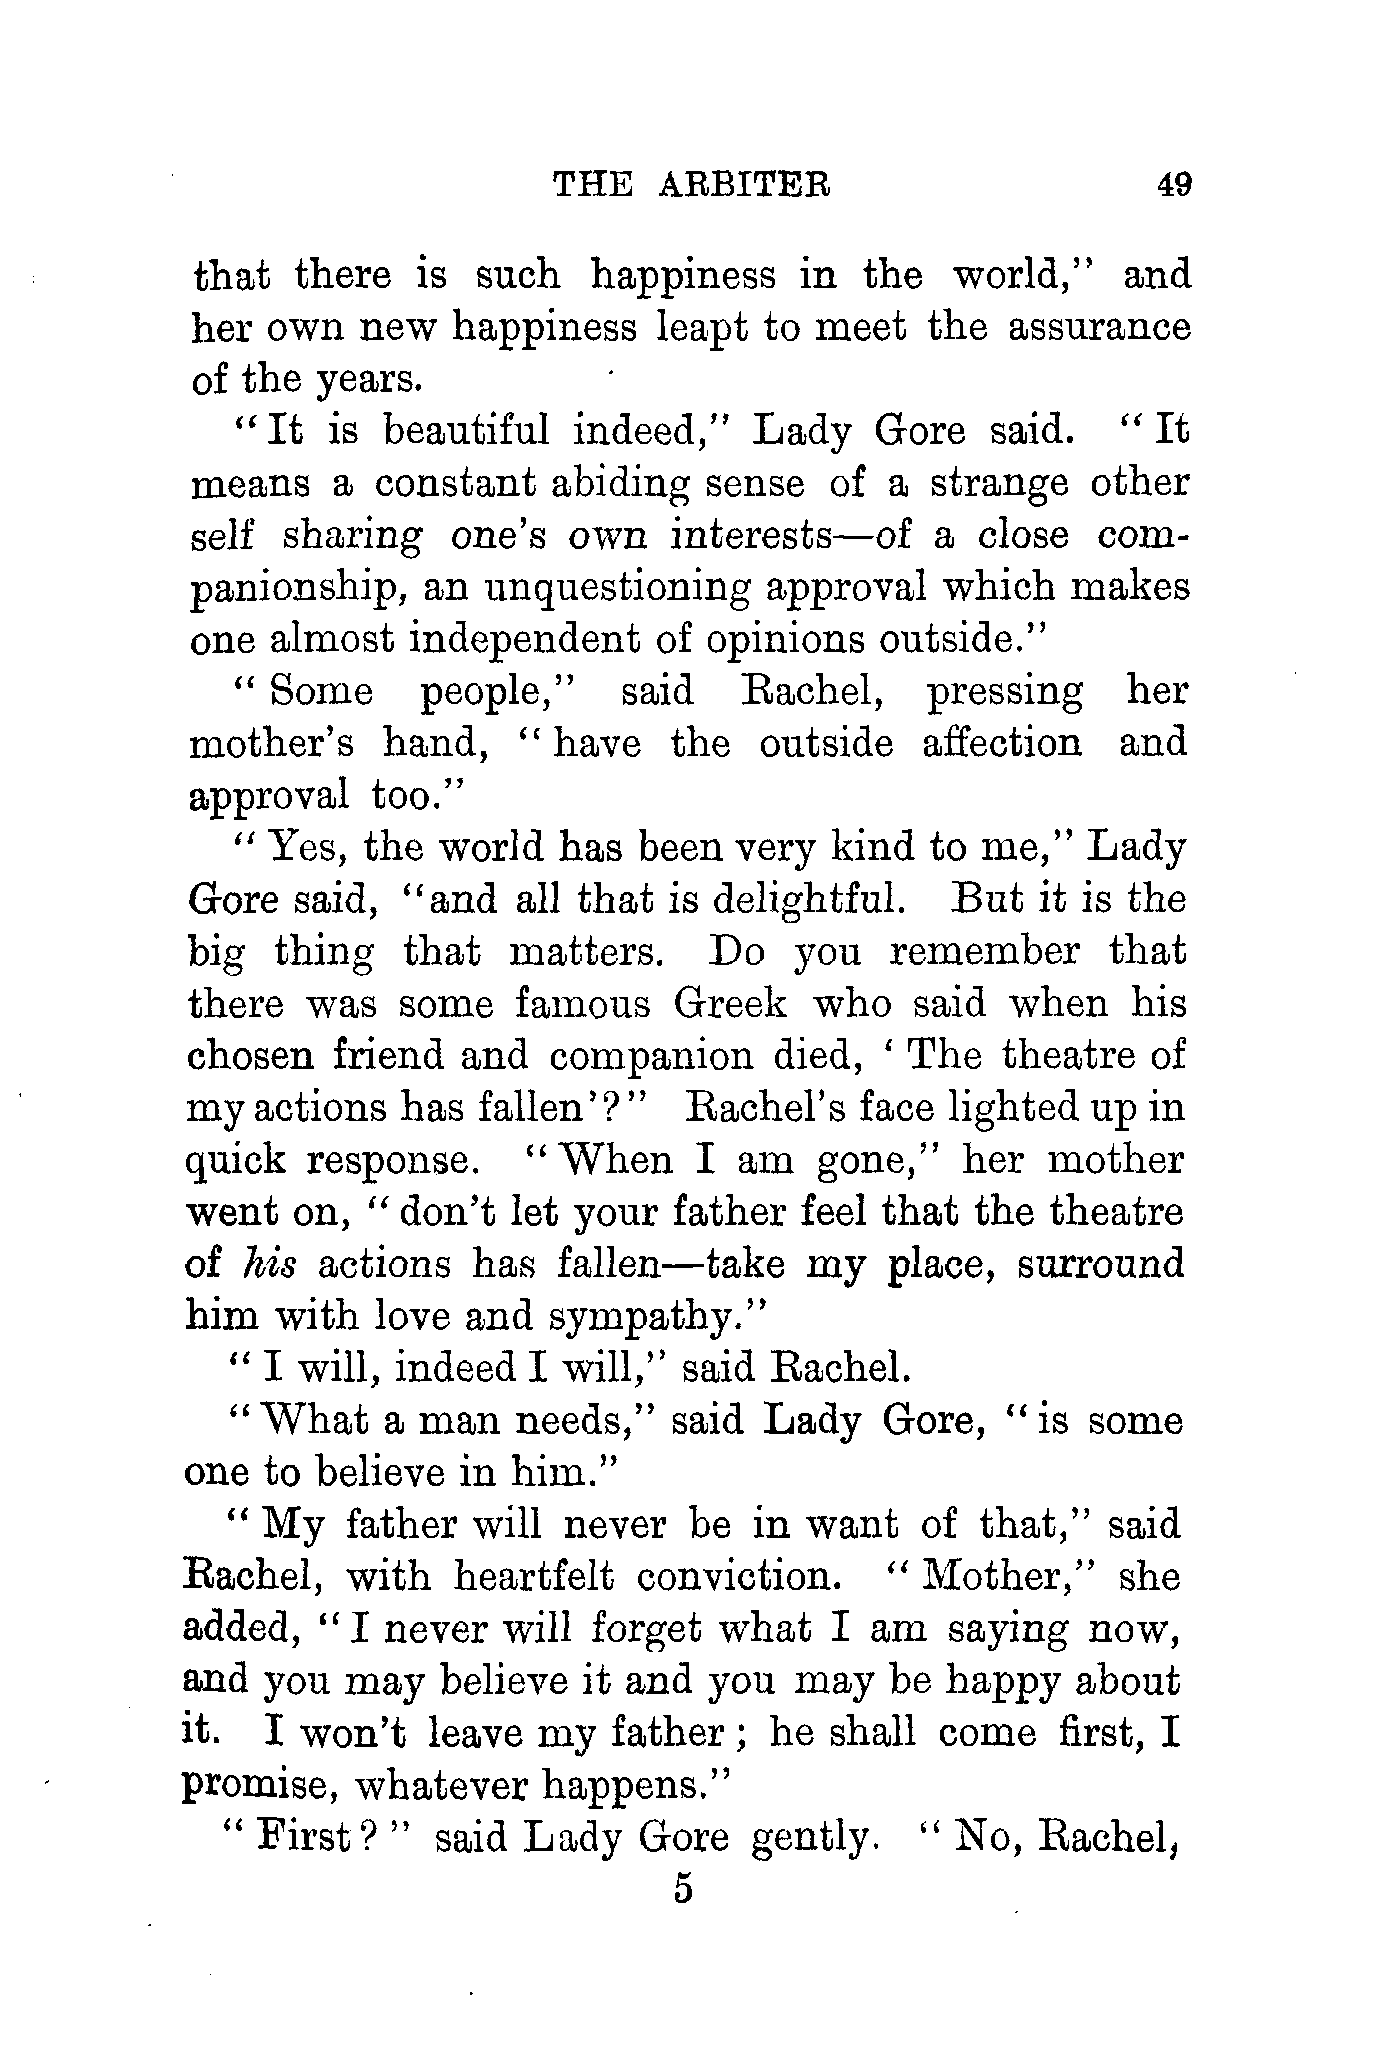 THE ARBITER 49
that there is such happiness in the world," and
her own new happiness leapt to meet the assurance
of the years.
"It is beautiful indeed," Lady Gore said. "It
means a constant abiding sense of a strange other
self sharing one's own interests—of a close com-
panionship, an unquestioning approval which makes
one almost independent of opinions outside."
"Some people," said Rachel, pressing her
mother's hand, "have the outside affection and
approval too."
"Yes, the world has been very kind to me," Lady
Gore said, "and all that is delightful. But it is the
big thing that matters. Do you remember that
there was some famous Greek who said when his
chosen friend and companion died, 'The theatre of
my actions has fallen'?" Rachel's face lighted up in
quick response. "When I am gone," her mother
went on, "don't let your father feel that the theatre
of his actions has fallen—take my place, surround
him with love and sympathy."
"I will, indeed I will," said Rachel.
"What a man needs," said Lady Gore, "is some
one to believe in him."
"My father will never be in want of that," said
Rachel, with heartfelt conviction. "Mother," she
added, "I never will forget what I am saying now,
and you may believe it and you may be happy about
it. I won't leave my father; he shall come first, I
promise, whatever happens."
"First?" said Lady Gore gently. "No, Rachel,
5